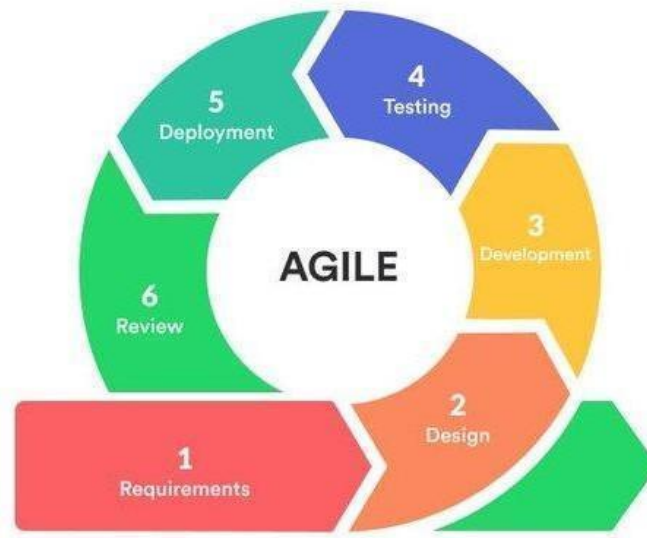 AGILE
1
Requirements
2
Design
3
Development
4
Testing
5
Deployment
6
Review